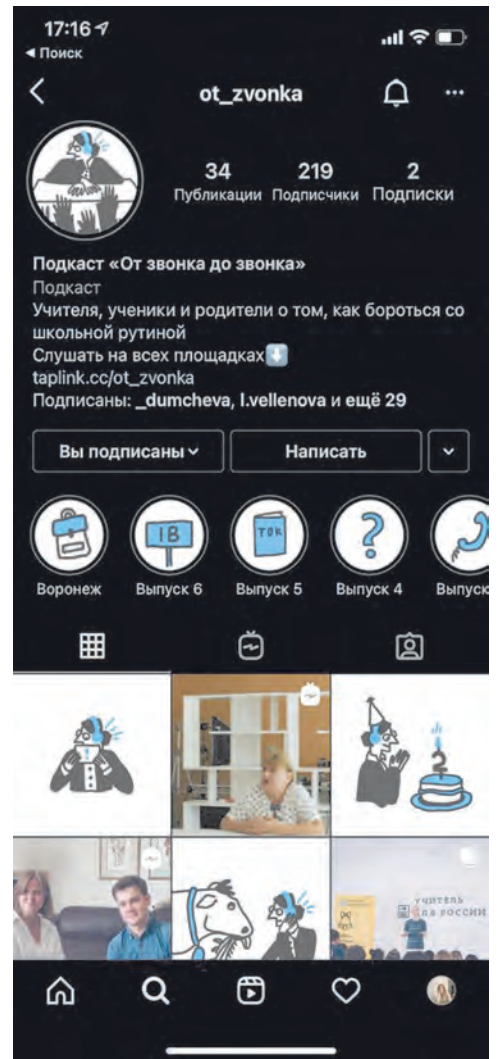 17:16
Поиск
ot_zvonka
34 219 2
Публикации Подписчики Подписки
Подкаст «От звонка до звонка»
Подкаст
Учителя, ученики и родители о том, как бороться со
школьной рутиной
Слушать на всех площадках⬇️
taplink.cc/ot_zvonka
Подписаны: _dumcheva, l.vellenova и ещё 29
Вы подписаны Написать
IB ТОК ?
Воронеж Выпуск 6 Выпуск 5 Выпуск 4 Выпуск
УЧИТЕЛЬ
ДЛЯ РОССИИ